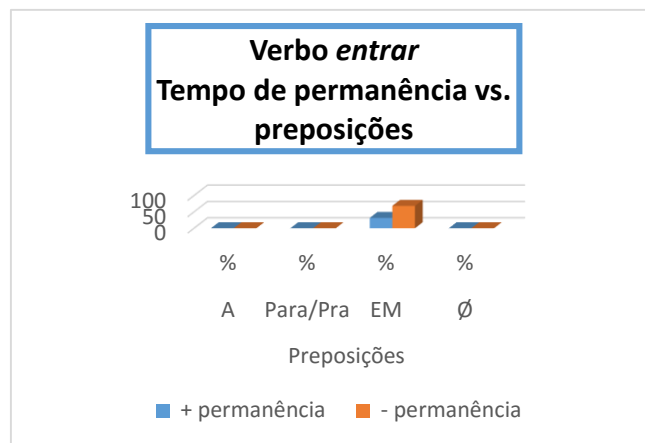 Verbo entrar
Tempo de permanência vs.
preposições
100
50
0
% % % %
A Para/Pra EM Ø
Preposições
+ permanência - permanência